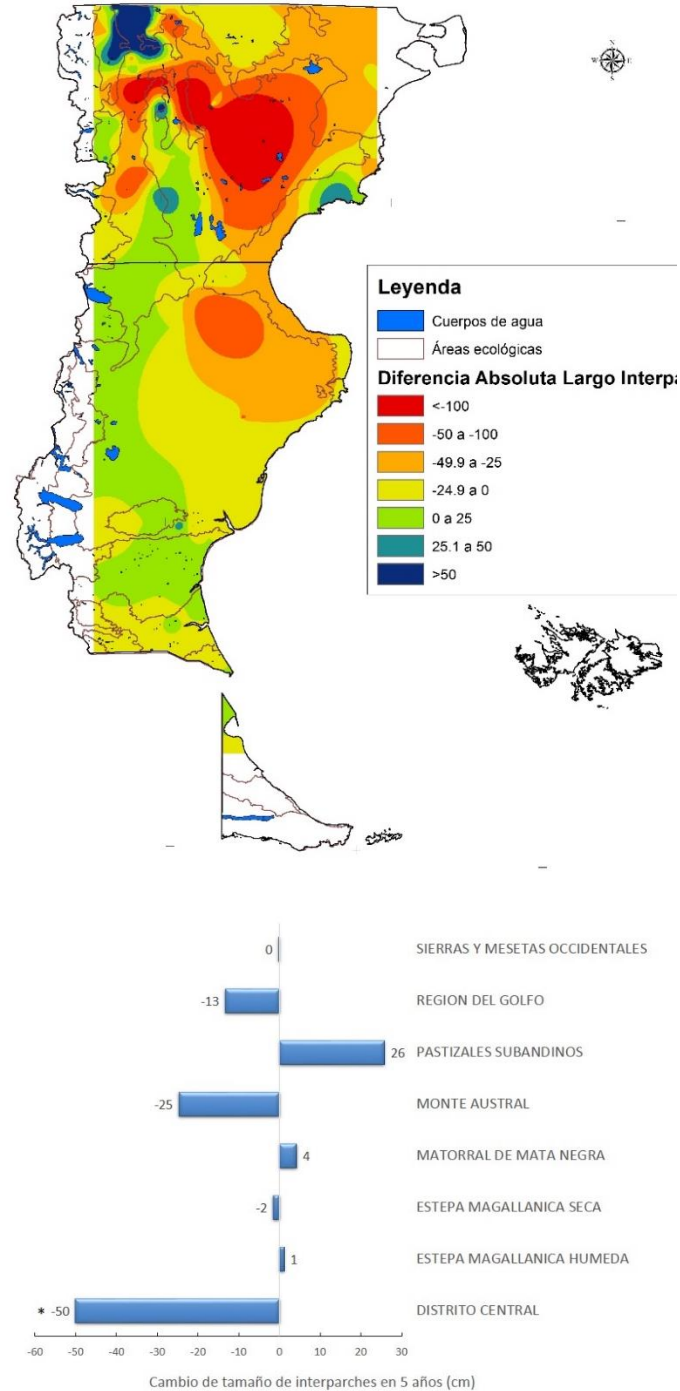 N
W
E
S
Leyenda
Cuerpos de agua
Áreas ecológicas
Diferencia Absoluta Largo Interpa
<-100
-50 a -100
-49.9 a -25
-24.9 a 0
0 a 25
25.1 a 50
>50
0 SIERRAS Y MESETAS OCCIDENTALES
-13 REGION DEL GOLFO
26 PASTIZALES SUBANDINOS
-25 MONTE AUSTRAL
4 MATORRAL DE MATA NEGRA
-2 ESTEPA MAGALLANICA SECA
1 ESTEPA MAGALLANICA HUMEDA
* -50 DISTRITO CENTRAL
-60 -50 -40 -30 -20 -10 0 10 20 30
Cambio de tamaño de interparches en 5 años (cm)